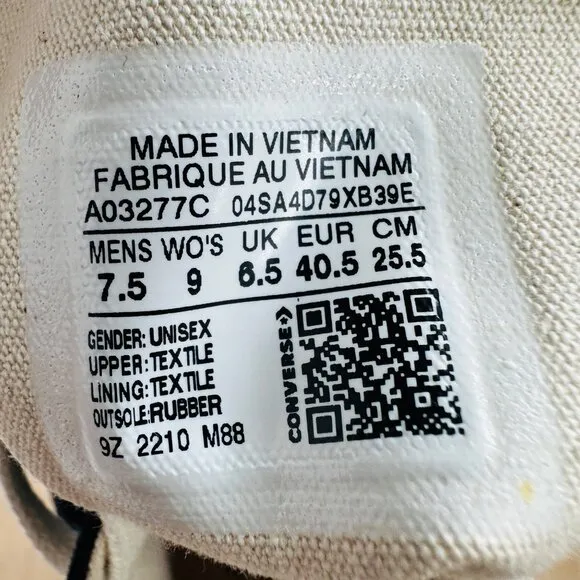 MADE IN VIETNAM
FABRIQUE AU VIETNAM
A03277C 04SA4D79XB39E
MENS WO'S UK EUR CM
7.5 9 6.5 40.5 25.5
GENDER: UNISEX
UPPER: TEXTILE
LINING: TEXTILE
OUTSOLE:RUBBER
9Z 2210 M88
CONVERSE